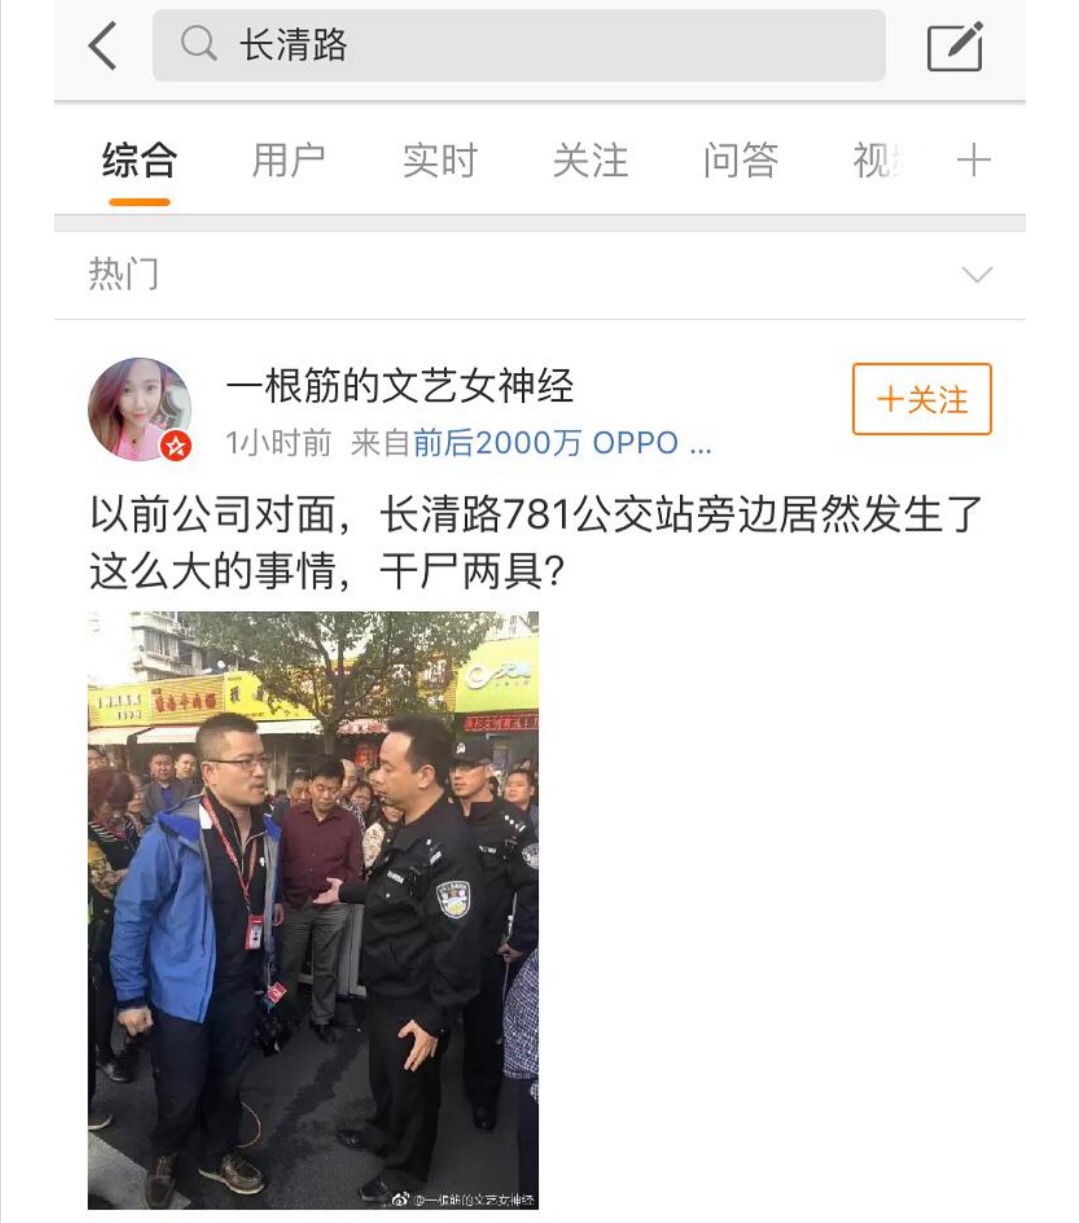 长清路
综合 用户 实时 关注 问答
热门
一根筋的文艺女神经
+关注
1小时前 来自前后2000万 OPPO ...
以前公司对面，长清路781公交站旁边居然发生了
这么大的事情，干尸两具?
@一根筋的文艺女神经